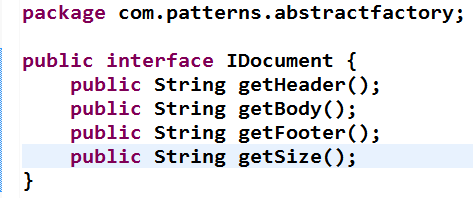 package com.patterns.abstractfactory;
public interface IDocument {
    public String getHeader();
    public String getBody();
    public String getFooter();
    public String getSize();
}